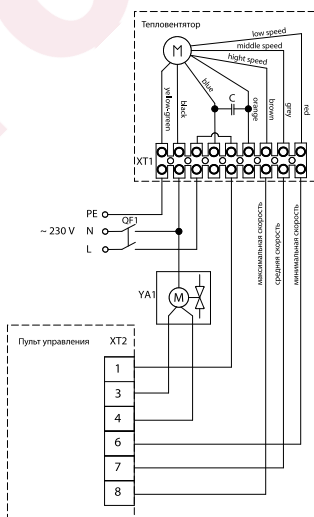 Тепловентятор
low speed
middle speed
hight speed
M
blue
C
yellow-green
black
orange
brown
grey
red
XT1
PE
QF1
~ 230 V
N
L
максимальная скорость
средняя скорость
минимальная скорость
YA1
M
Пульт управления
XT2
1
3
4
6
7
8